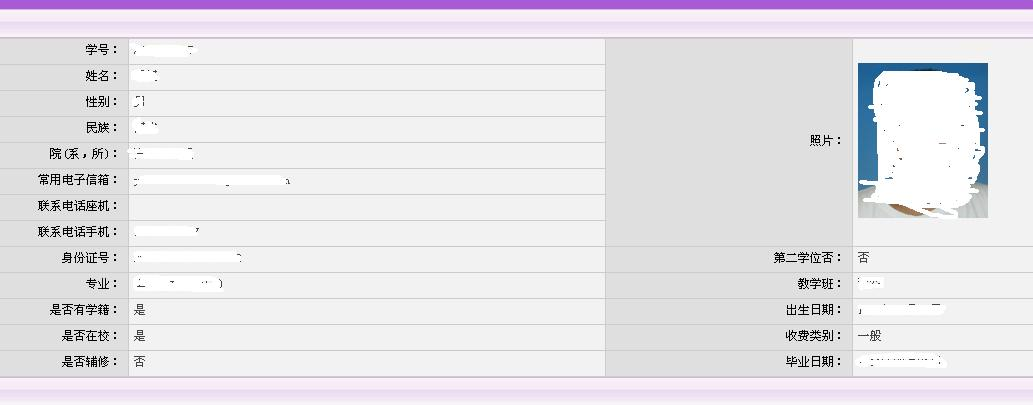 学号：
姓名：
性别：
民族：
院(系，所)：
常用电子信箱：
联系电话座机：
联系电话手机：
身份证号：
专业：
是否有学籍： 是
是否在校： 是
是否辅修： 否
照片：
第二学位否： 否
教学班：
出生日期：
收费类别： 一般
毕业日期：